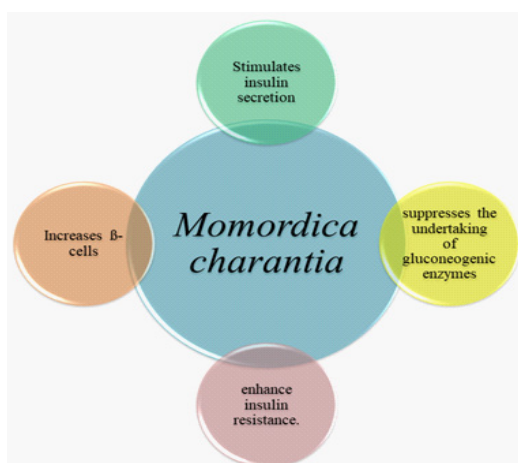 Stimulates
insulin
secretion
Increases ß-
cells
Momordica
charantia
suppresses the
undertaking
of
gluconeogenic
enzymes
enhance
insulin
resistance.